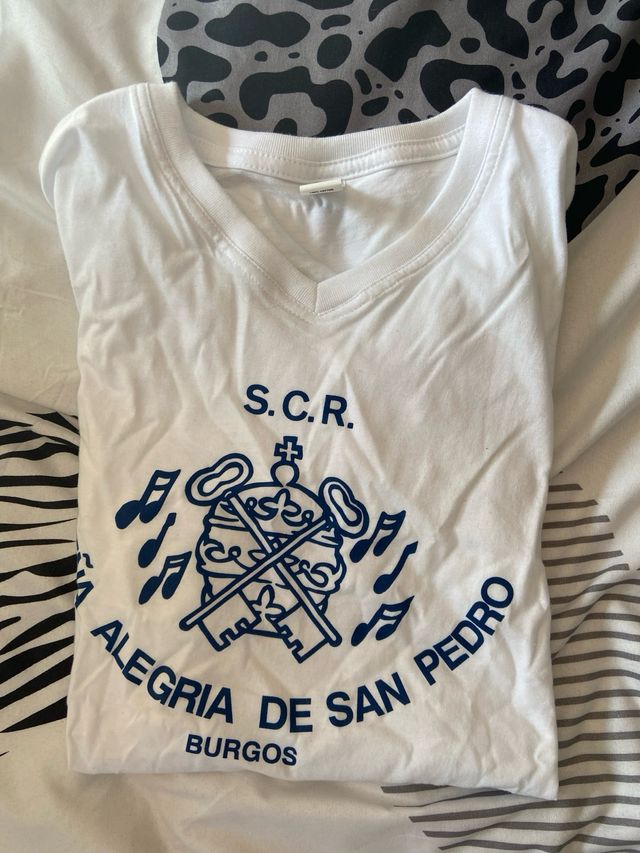 S.C.R.
ALEGRIA DE SAN PEDRO
BURGOS